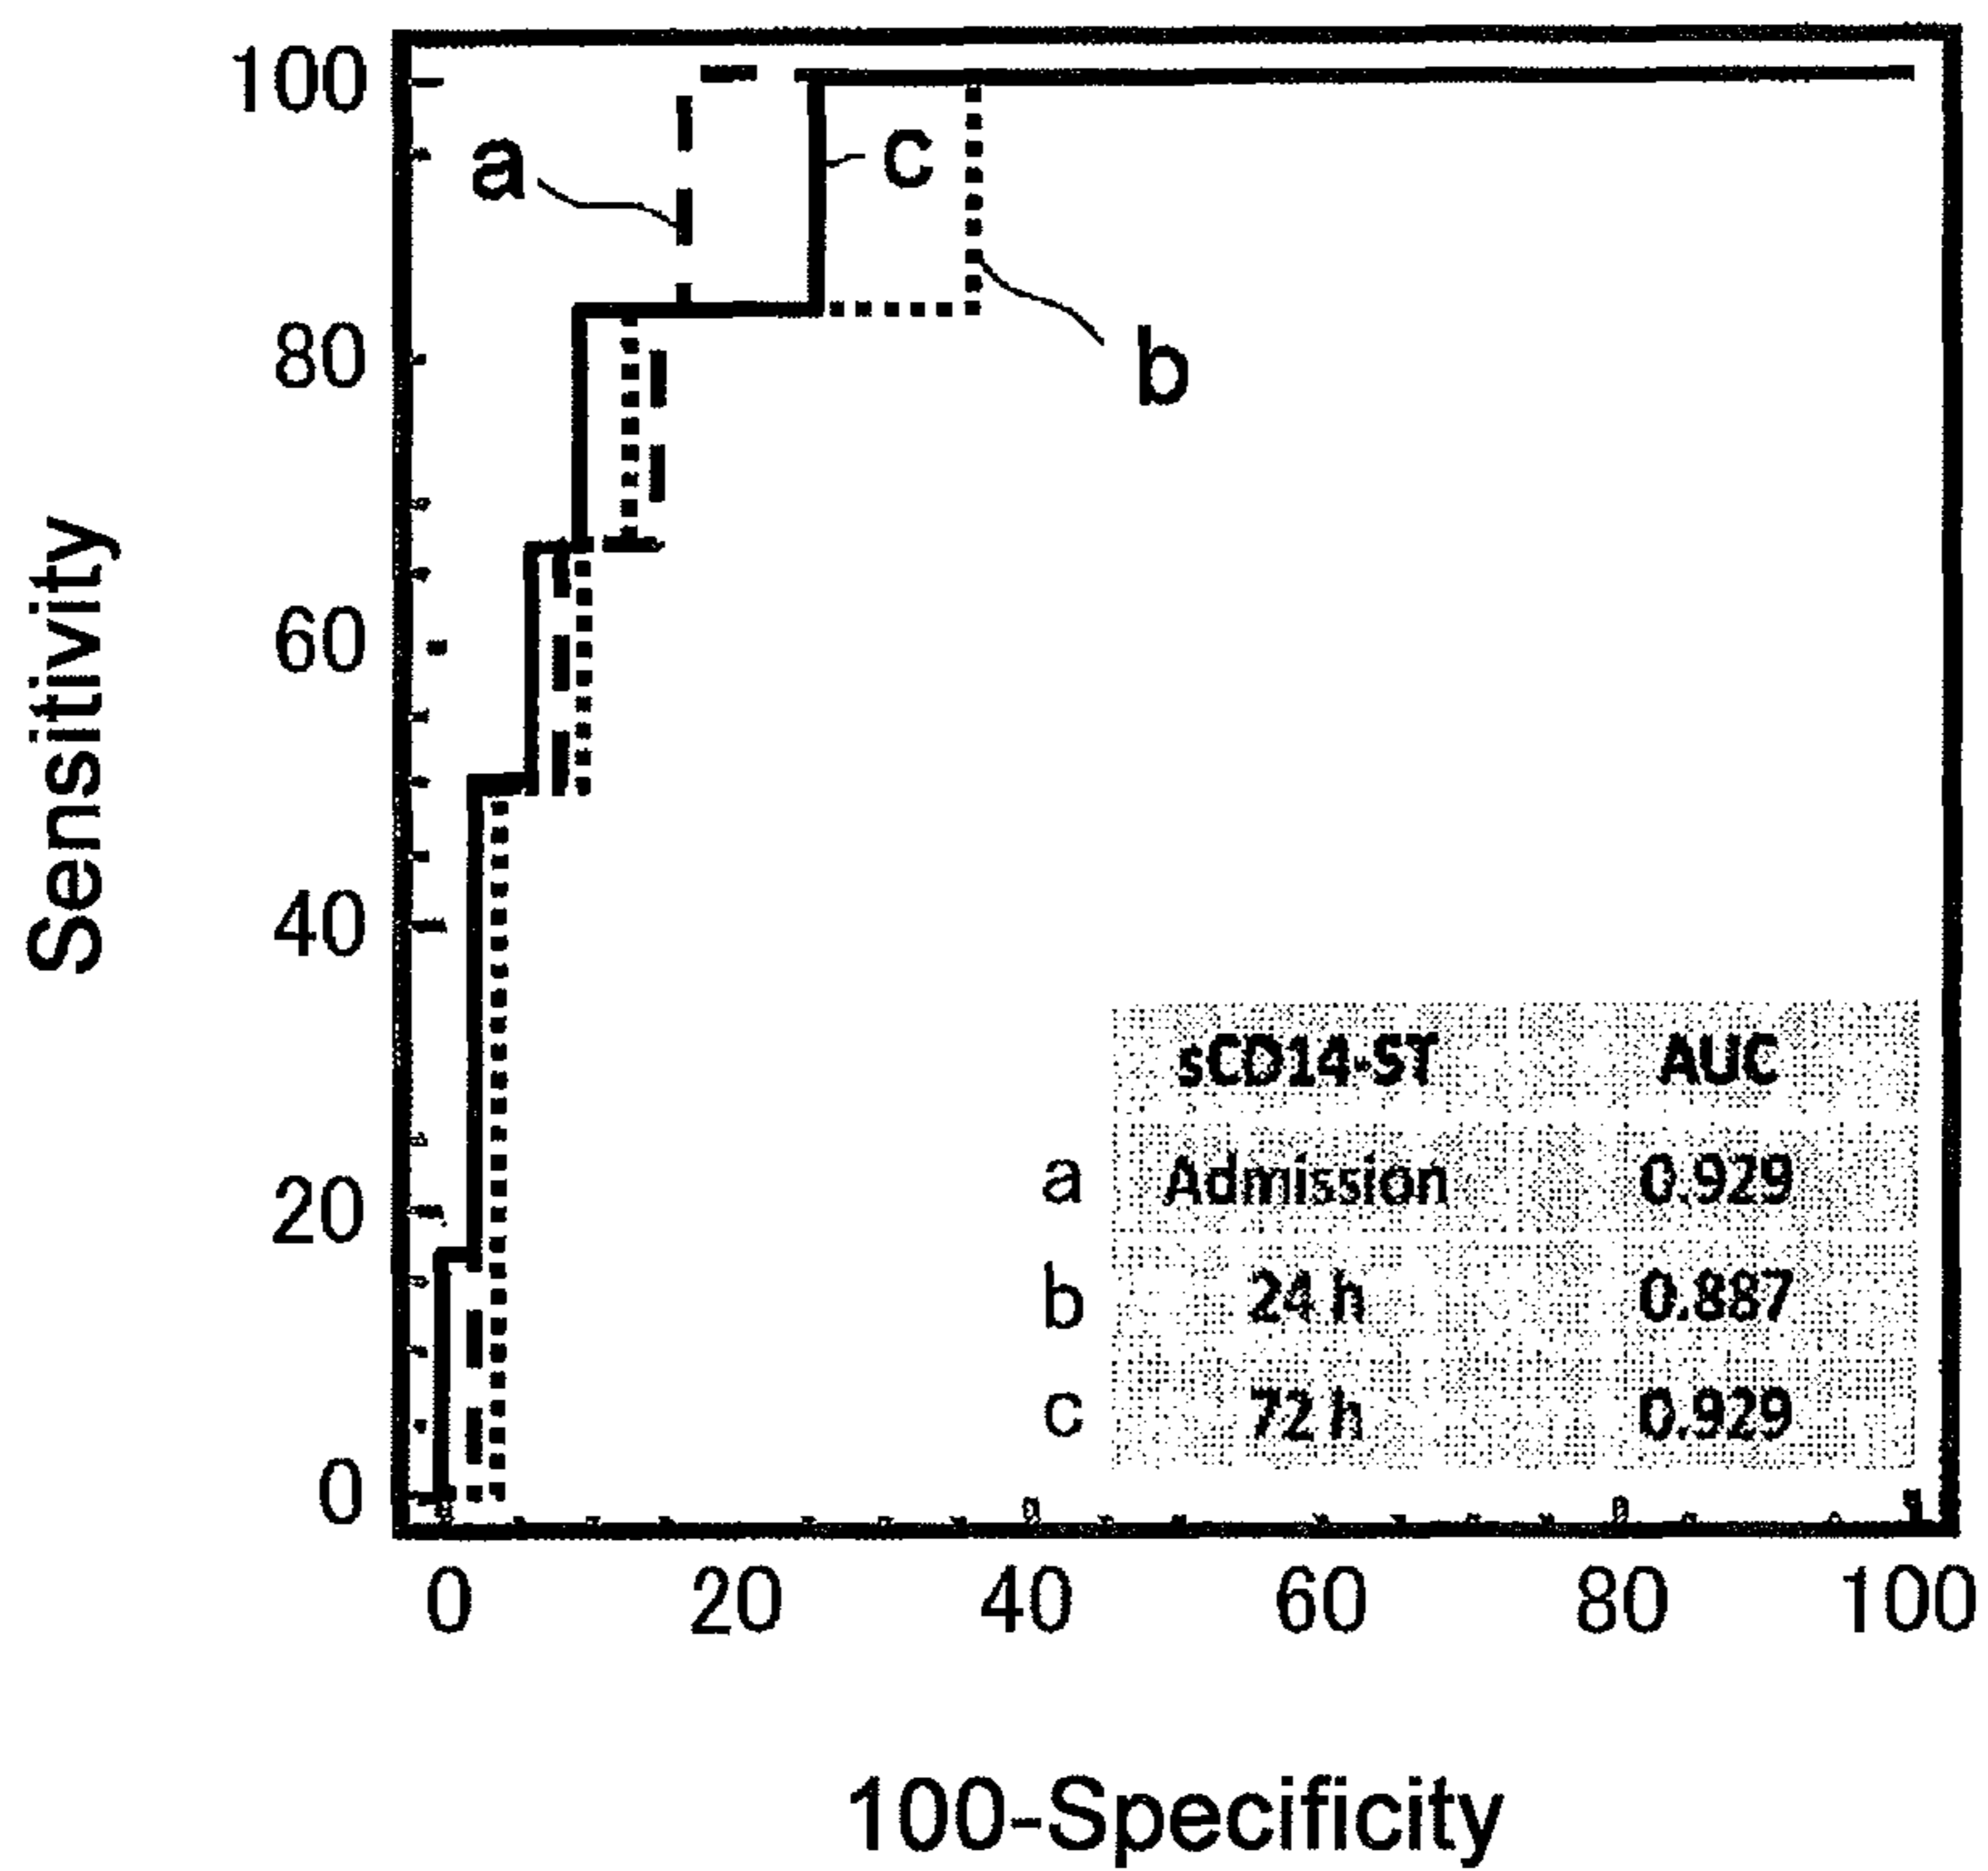 Sensitivity
100
80
60
40
20
0
a
c
b
sCD14-ST AUC
a Admission 0.929
b 24 h 0.887
c 72 h 0.929
0 20 40 60 80 100
100-Specificity